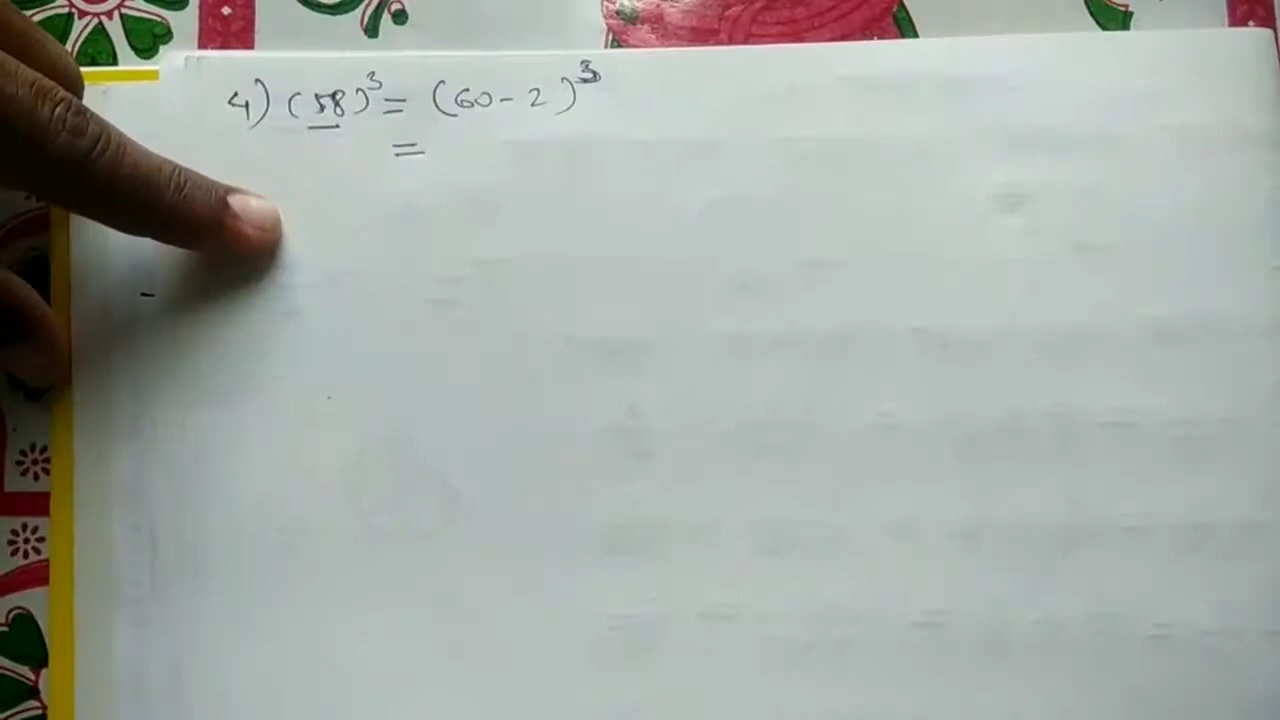 4) (58)³ = (60-2)³
=